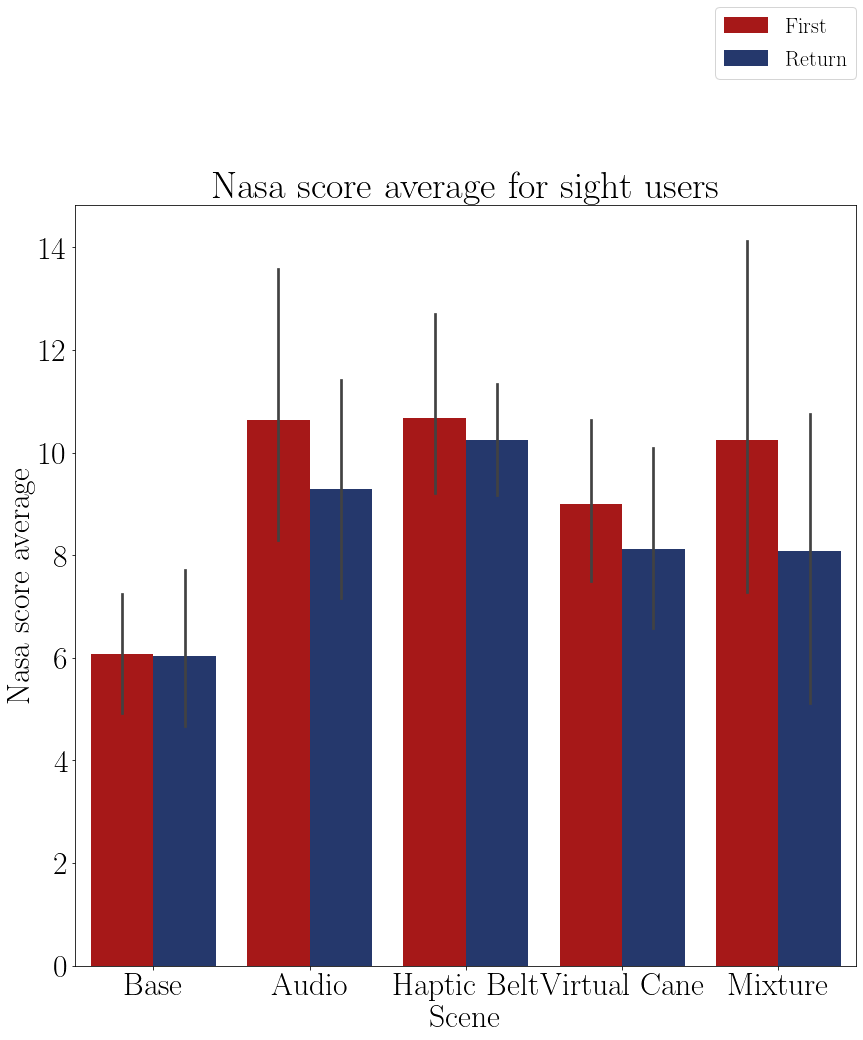 First
Return
Nasa score average for sight users
Nasa score average
14
12
10
8
6
4
2
0
Base
Audio
Haptic Belt
Virtual Cane
Mixture
Scene